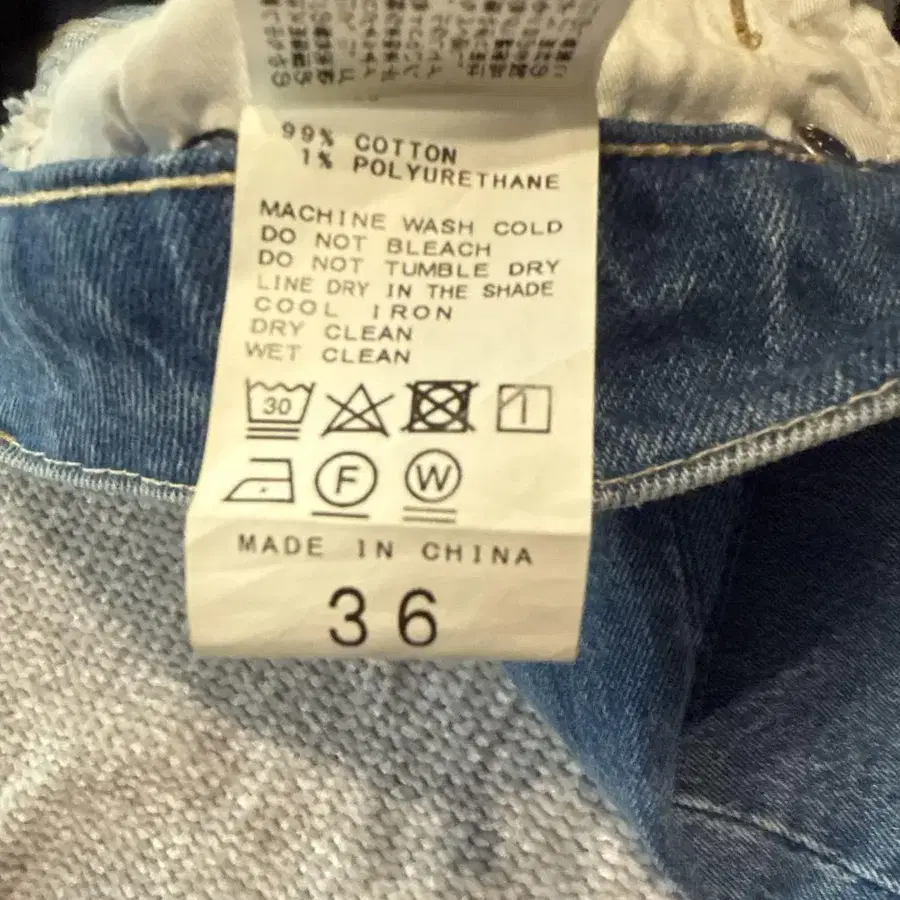 99% COTTON
1% POLYURETHANE
MACHINE WASH COLD
DO NOT BLEACH
DO NOT TUMBLE DRY
LINE DRY IN THE SHADE
COOL IRON
DRY CLEAN
WET CLEAN
30
F W
MADE IN CHINA
36